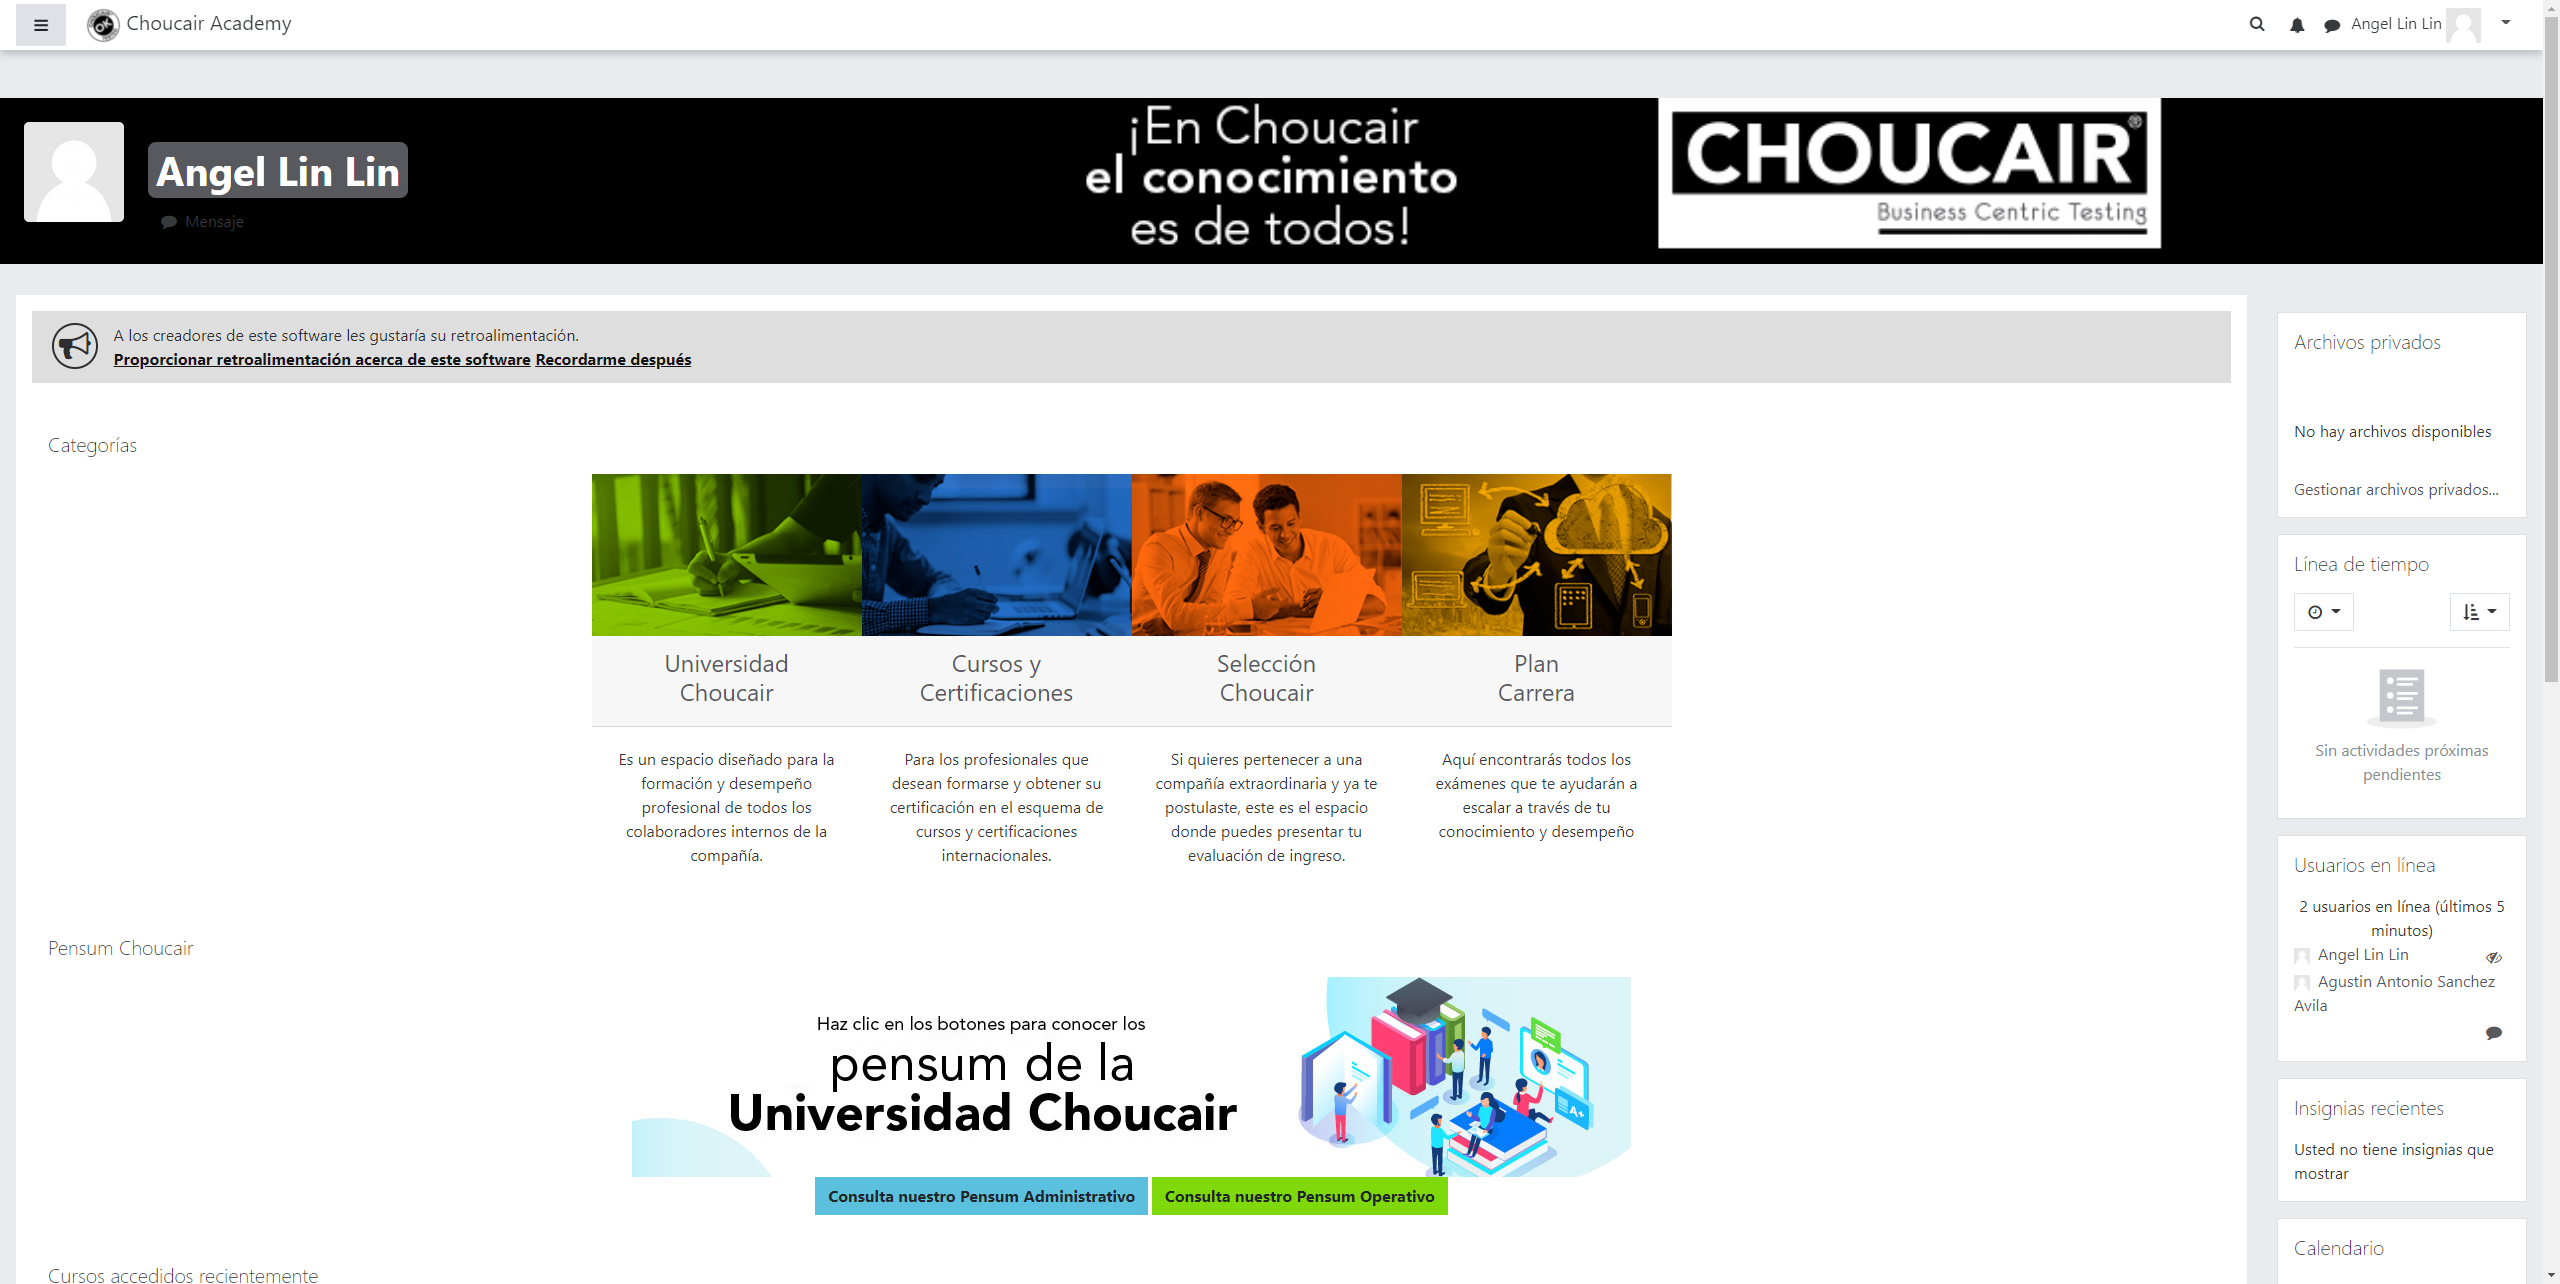 Choucair Academy
Angel Lin Lin
Angel Lin Lin
Mensaje
¡En Choucair
el conocimiento
es de todos!
CHOUCAIR®
Business Centric Testing
A los creadores de este software les gustaría su retroalimentación.
Proporcionar retroalimentación acerca de este software Recordarme después
Categorías
Universidad
Choucair
Es un espacio diseñado para la
formación y desempeño
profesional de todos los
colaboradores internos de la
compañía.
Cursos y
Certificaciones
Para los profesionales que
desean formarse y obtener su
certificación en el esquema de
cursos y certificaciones
internacionales.
Selección
Choucair
Si quieres pertenecer a una
compañía extraordinaria y ya te
postulaste, este es el espacio
donde puedes presentar tu
evaluación de ingreso.
Plan
Carrera
Aquí encontrarás todos los
exámenes que te ayudarán a
escalar a través de tu
conocimiento y desempeño
Pensum Choucair
Haz clic en los botones para conocer los
pensum de la
Universidad Choucair
A+
Consulta nuestro Pensum Administrativo
Consulta nuestro Pensum Operativo
Cursos accedidos recientemente
Archivos privados
No hay archivos disponibles
Gestionar archivos privados...
Línea de tiempo
Sin actividades próximas
pendientes
Usuarios en línea
2 usuarios en línea (últimos 5
minutos)
Angel Lin Lin
Agustin Antonio Sanchez
Avila
Insignias recientes
Usted no tiene insignias que
mostrar
Calendario